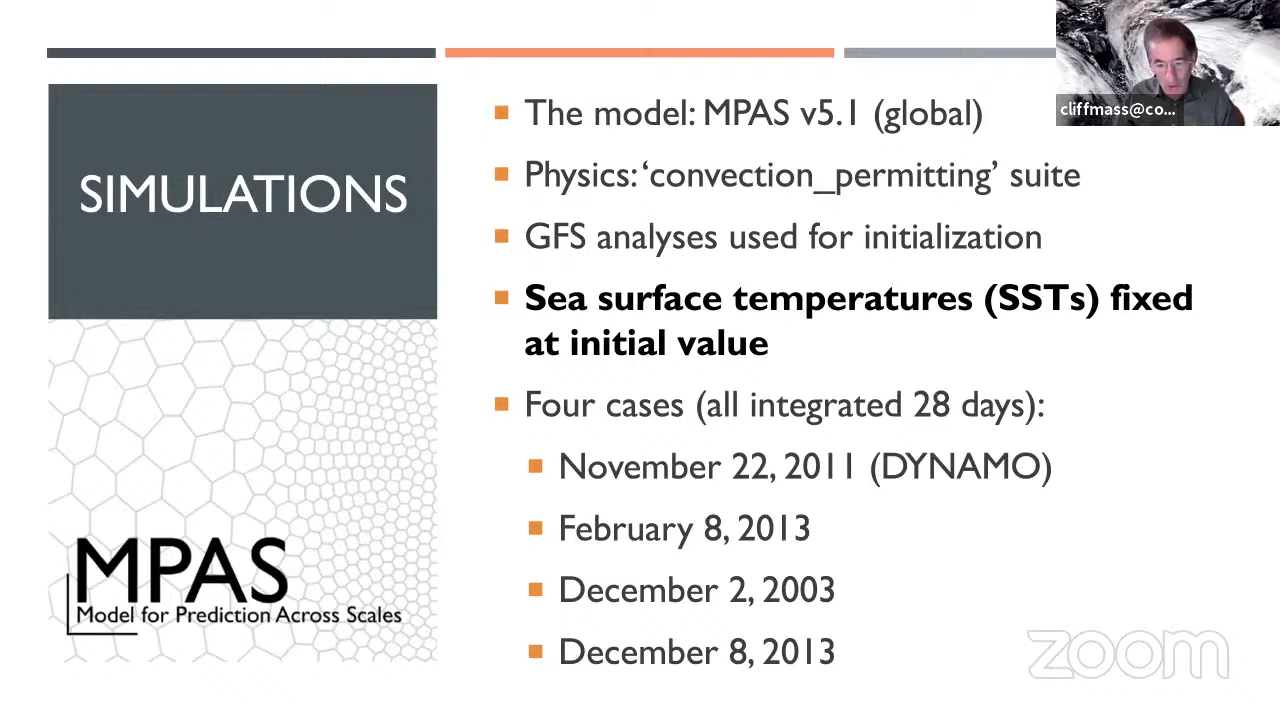 cliffmass@co...
SIMULATIONS
The model: MPAS v5.1 (global)
Physics: ‘convection_permitting’ suite
GFS analyses used for initialization
Sea surface temperatures (SSTs) fixed
at initial value
Four cases (all integrated 28 days):
November 22, 2011 (DYNAMO)
February 8, 2013
December 2, 2003
December 8, 2013
MPAS
Model for Prediction Across Scales
zoom